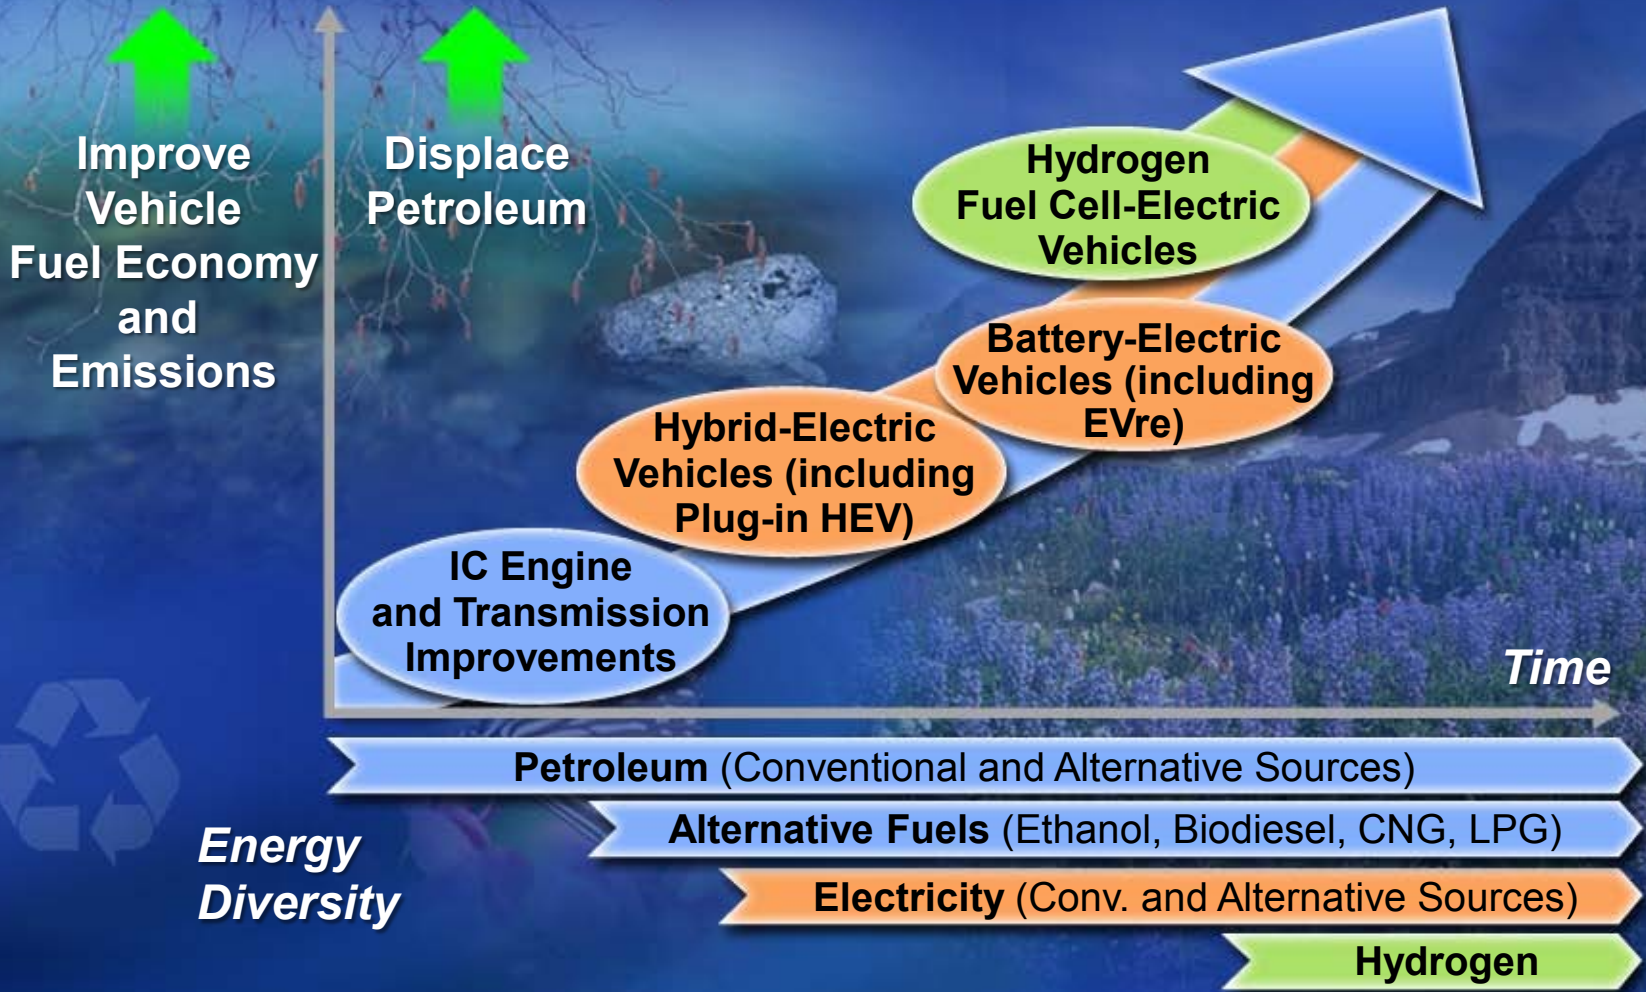 Improve
Vehicle
Fuel Economy
and
Emissions
Displace
Petroleum
Hydrogen
Fuel Cell-Electric
Vehicles
Battery-Electric
Vehicles (including
EVre)
Hybrid-Electric
Vehicles (including
Plug-in HEV)
IC Engine
and Transmission
Improvements
Time
Energy
Diversity
Petroleum (Conventional and Alternative Sources)
Alternative Fuels (Ethanol, Biodiesel, CNG, LPG)
Electricity (Conv. and Alternative Sources)
Hydrogen